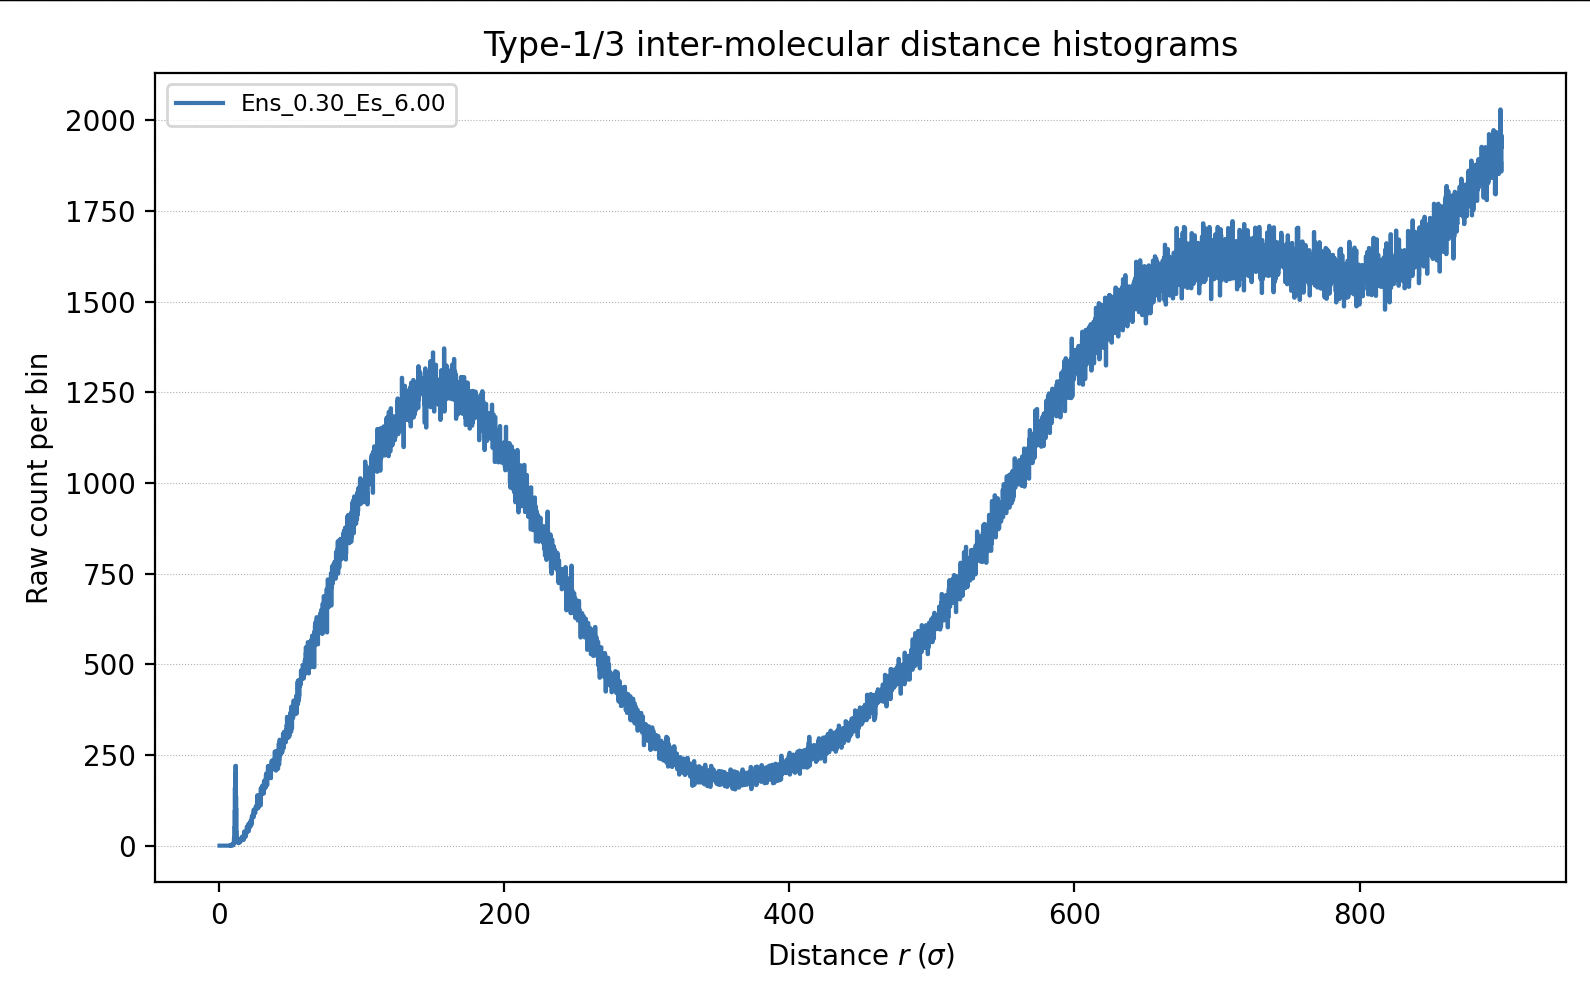 Type-1/3 inter-molecular distance histograms
Ens_0.30_Es_6.00
2000
1750
1500
1250
1000
750
500
250
0
Raw count per bin
0 200 400 600 800
Distance r (σ)